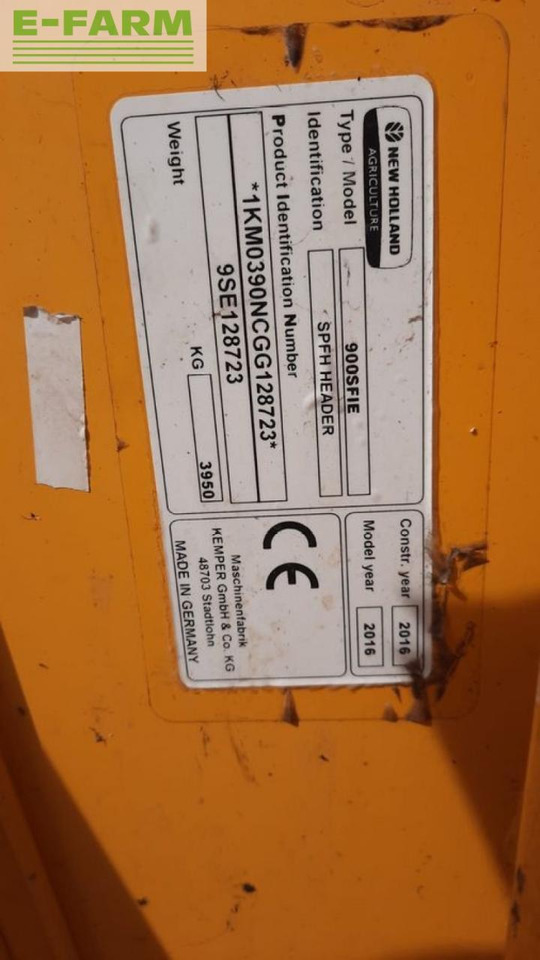 E-FARM
NEW HOLLAND
AGRICULTURE
Type / Model 900SFIE
Identification SPFH HEADER
Product Identification Number
*1KM0390NCGG128723*
9SE128723
Weight KG 3950
Constr. year 2016
Model year 2016
CE
Maschinenfabrik
KEMPER GmbH & Co. KG
48703 Stadtlohn
MADE IN GERMANY